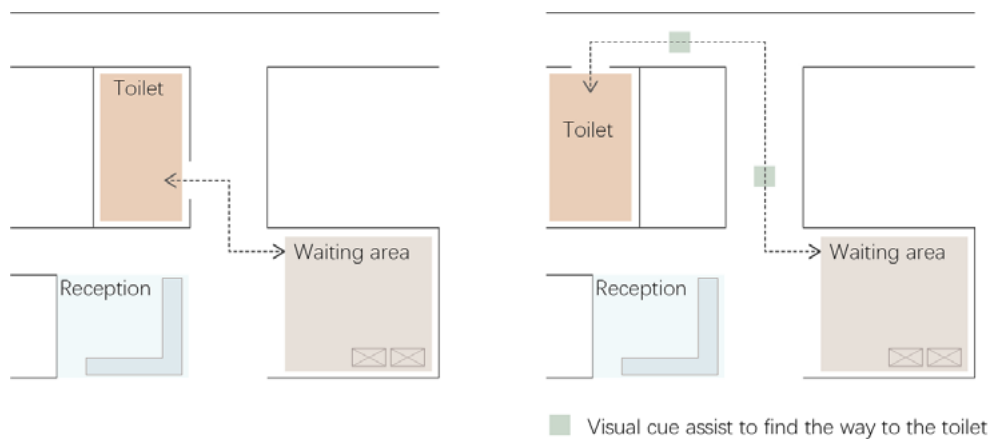 Toilet
Waiting area
Reception
Toilet
Waiting area
Reception
Visual cue assist to find the way to the toilet